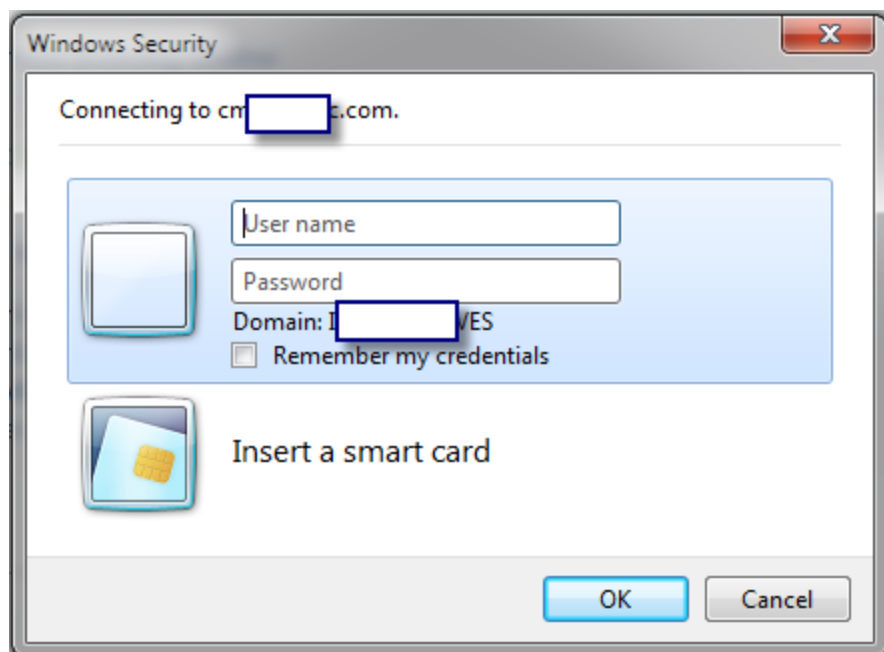 Windows Security
Connecting to cm c.com.
User name
Password
Domain: VES
Remember my credentials
Insert a smart card
OK Cancel